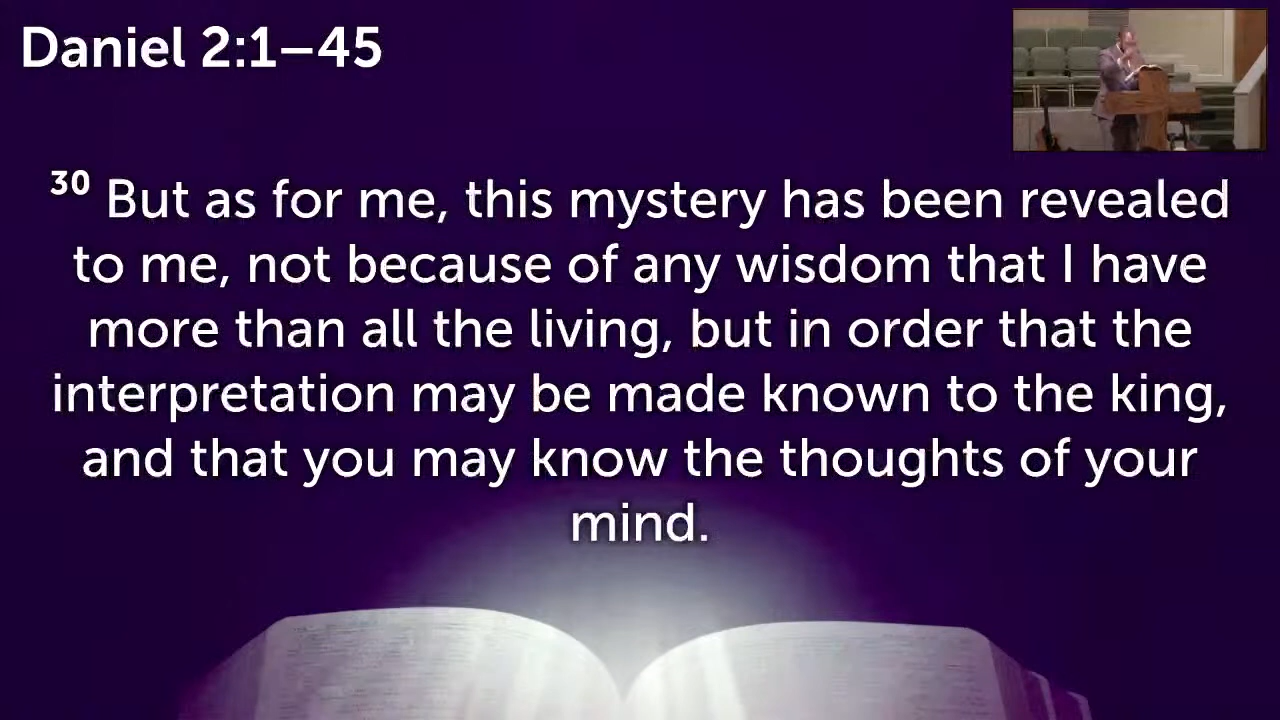 Daniel 2:1–45
30 But as for me, this mystery has been revealed
to me, not because of any wisdom that I have
more than all the living, but in order that the
interpretation may be made known to the king,
and that you may know the thoughts of your
mind.